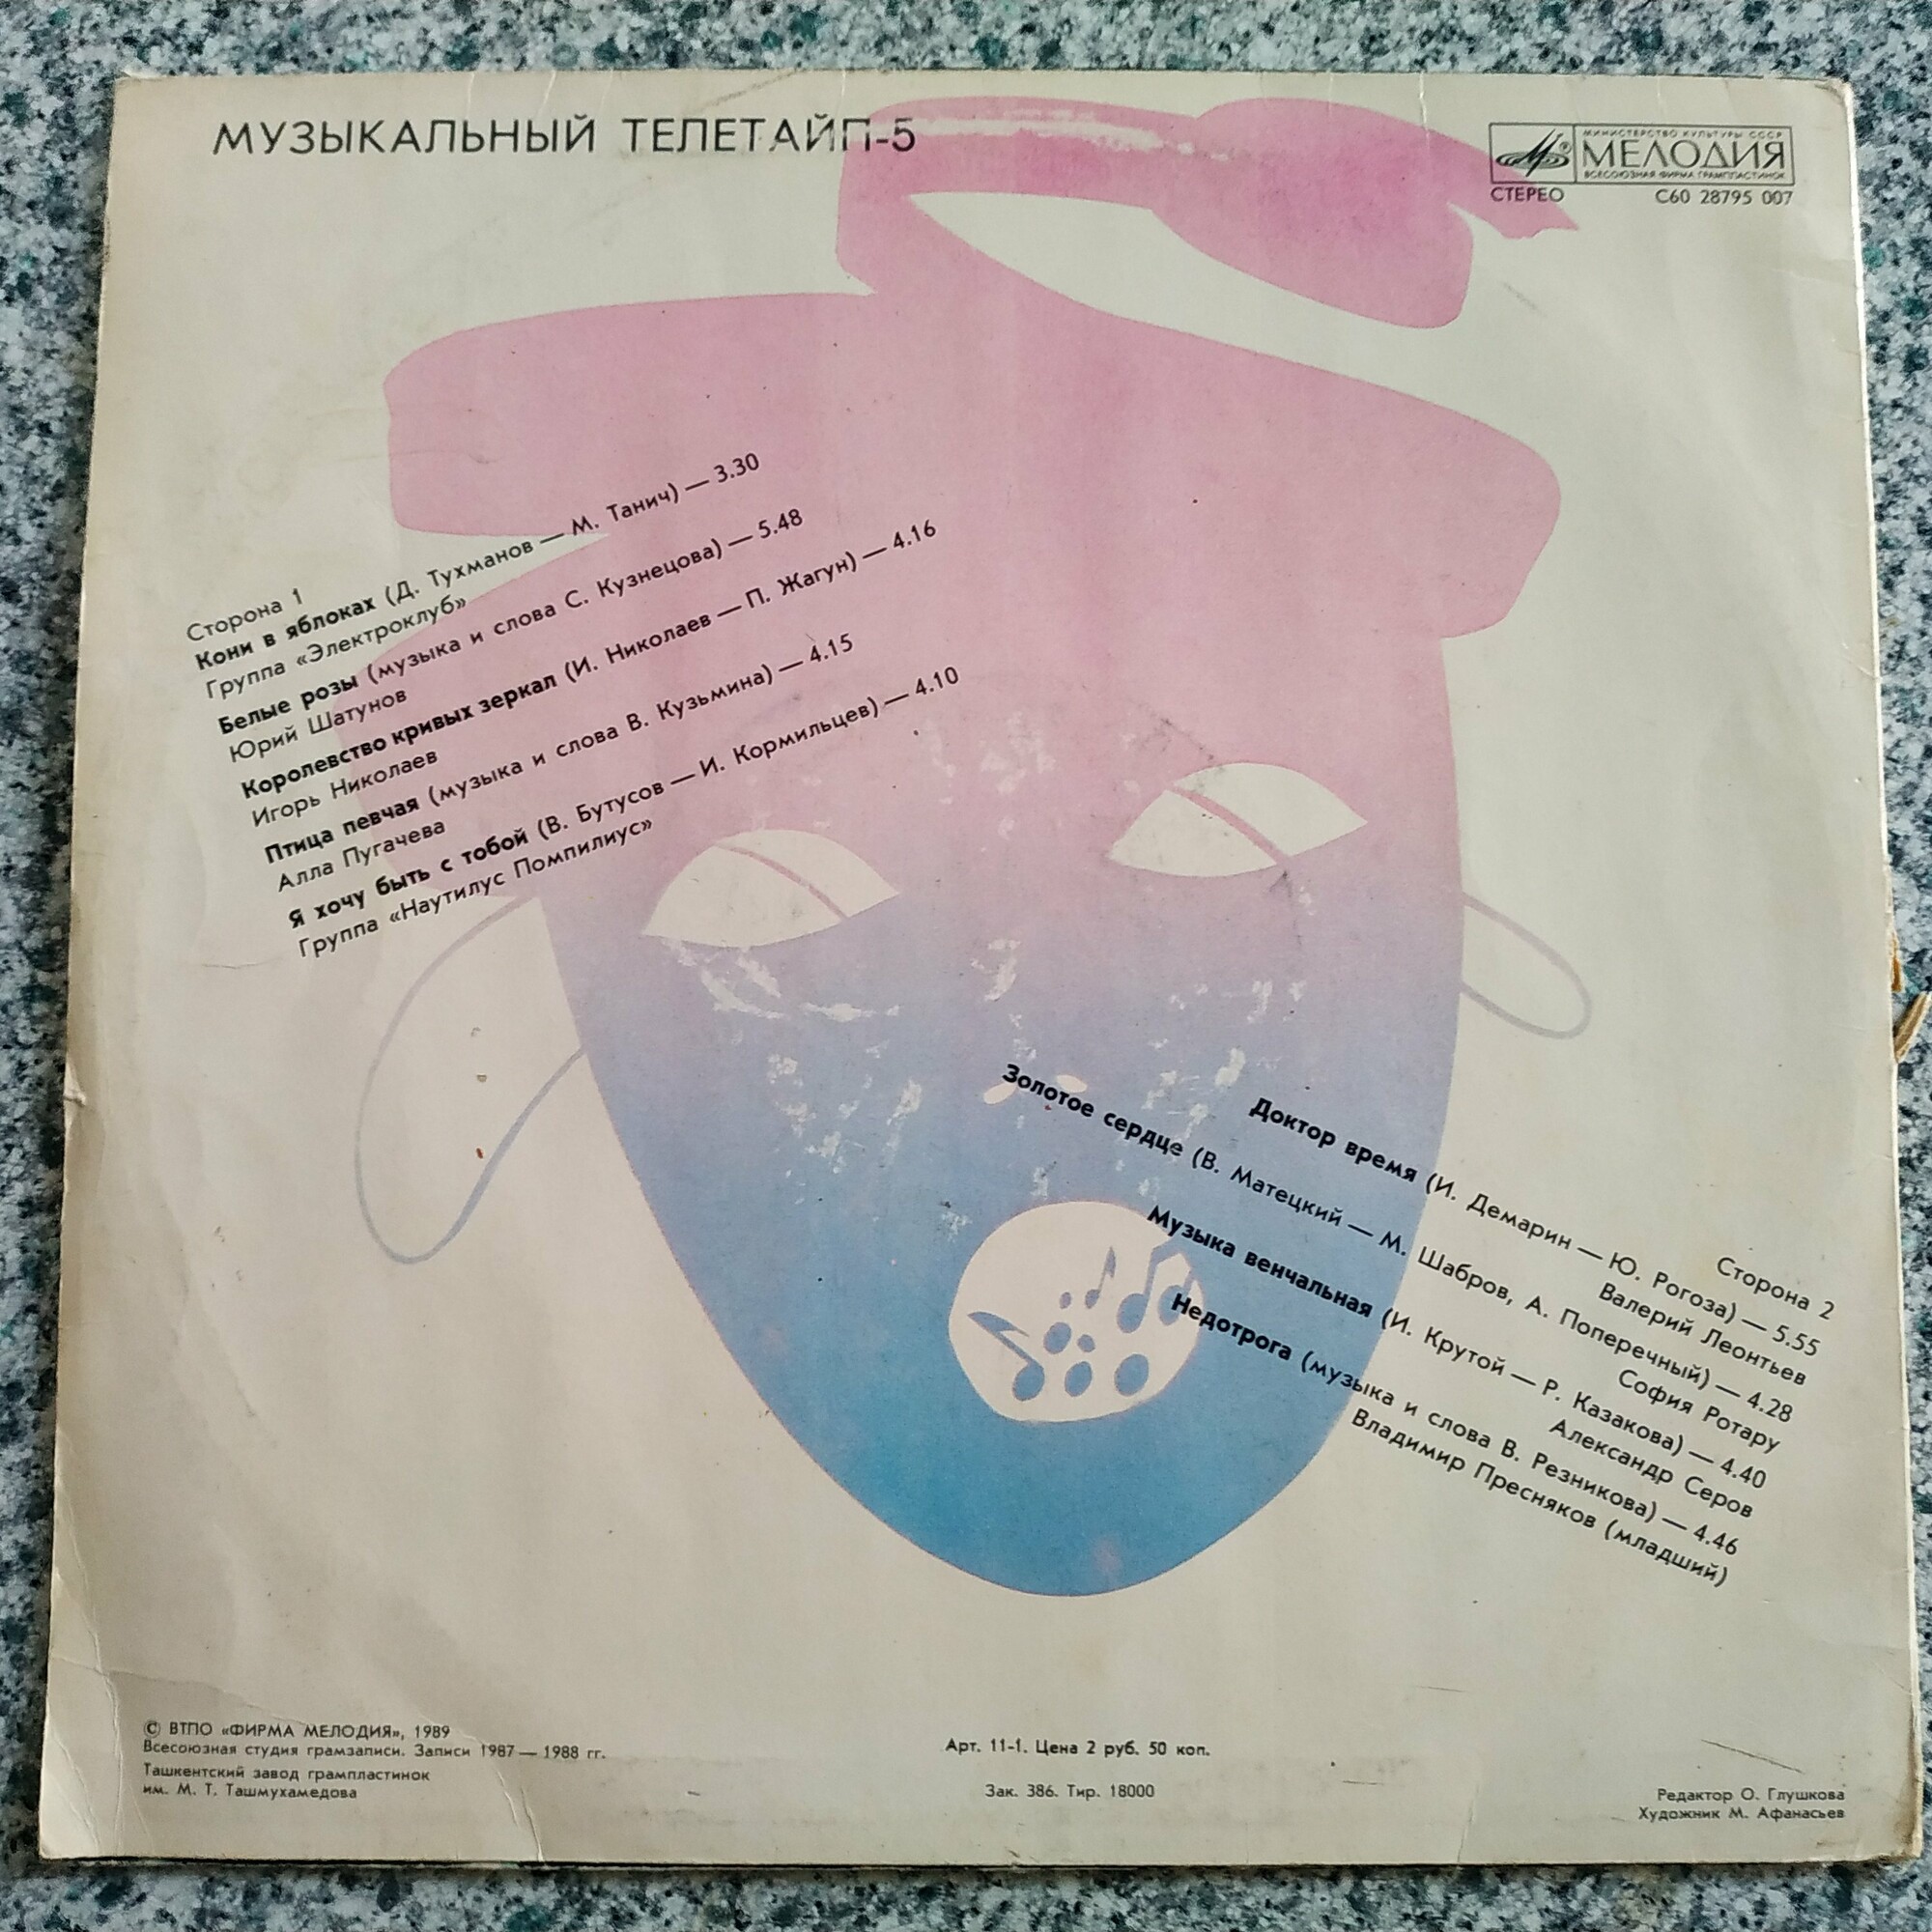 МУЗЫКАЛЬНЫЙ ТЕЛЕТАЙП-5
МИНИСТЕРСТВО КУЛЬТУРЫ СССР
МЕЛОДИЯ
ВСЕСОЮЗНАЯ ФИРМА ГРАМПЛАСТИНОК
СТЕРЕО С60 28795 007
Сторона 1
Кони в яблоках (Д. Тухманов — М. Танич) — 3.30
Группа «Электроклуб»
Белые розы (музыка и слова С. Кузнецова) — 5.48
Юрий Шатунов
Королевство кривых зеркал (И. Николаев — П. Жагун) — 4.16
Игорь Николаев
Птица певчая (музыка и слова В. Кузьмина) — 4.15
Алла Пугачева
Я хочу быть с тобой (В. Бутусов — И. Кормильцев) — 4.10
Группа «Наутилус Помпилиус»
Сторона 2
Доктор время (И. Демарин — Ю. Рогоза) — 5.55
Валерий Леонтьев
Золотое сердце (В. Матецкий — М. Шабров, А. Поперечный) — 4.28
София Ротару
Музыка венчальная (И. Крутой — Р. Казакова) — 4.40
Александр Серов
Недотрога (музыка и слова В. Резникова) — 4.46
Владимир Пресняков (младший)
© ВТПО «ФИРМА МЕЛОДИЯ», 1989
Всесоюзная студия грамзаписи. Записи 1987 — 1988 гг.
Ташкентский завод грампластинок
им. М. Т. Ташмухамедова
Арт. 11-1. Цена 2 руб. 50 коп.
Зак. 386. Тир. 18000
Редактор О. Глушкова
Художник М. Афанасьев